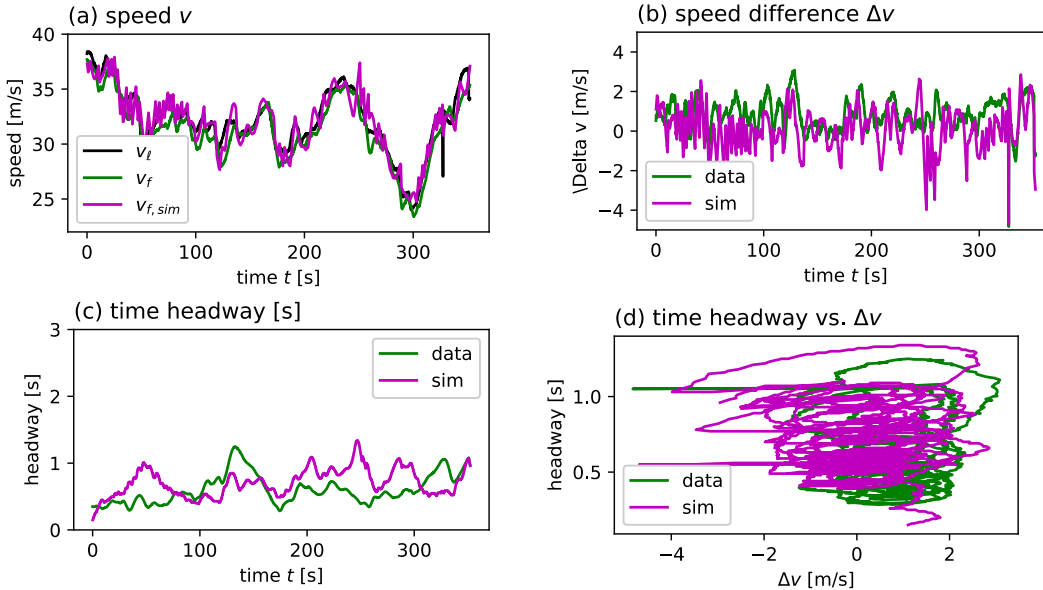 (a) speed v
40
35
30
25
speed [m/s]
v_ℓ
v_f
v_{f,sim}
0
100
200
300
time t [s]
(b) speed difference Δv
4
2
0
−2
−4
\Delta v [m/s]
data
sim
0
100
200
300
time t [s]
(c) time headway [s]
3
2
1
0
headway [s]
data
sim
0
100
200
300
time t [s]
(d) time headway vs. Δv
1.0
0.5
headway [s]
data
sim
−4
−2
0
2
Δv [m/s]